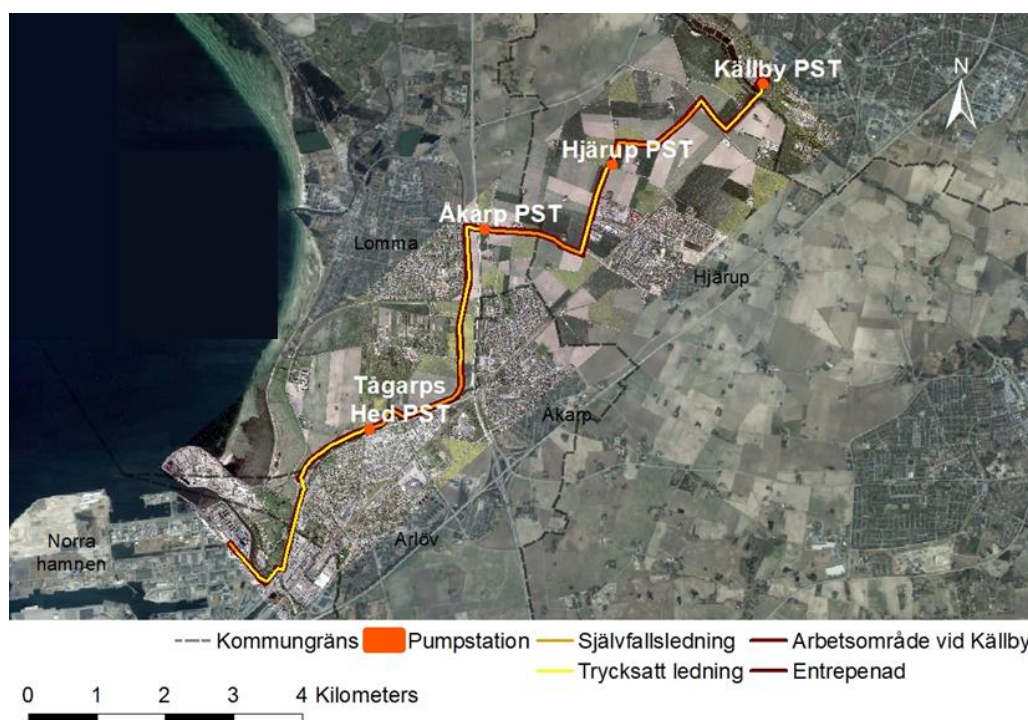 Källby PST
N
Hjärup PST
Åkarp PST
Lomma
Hjärup
Tågarps
Hed PST
Åkarp
Arlöv
Norra
hamnen
Kommungräns Pumpstation Självfallsledning Arbetsområde vid Källby
Trycksatt ledning Entrepenad
0 1 2 3 4 Kilometers